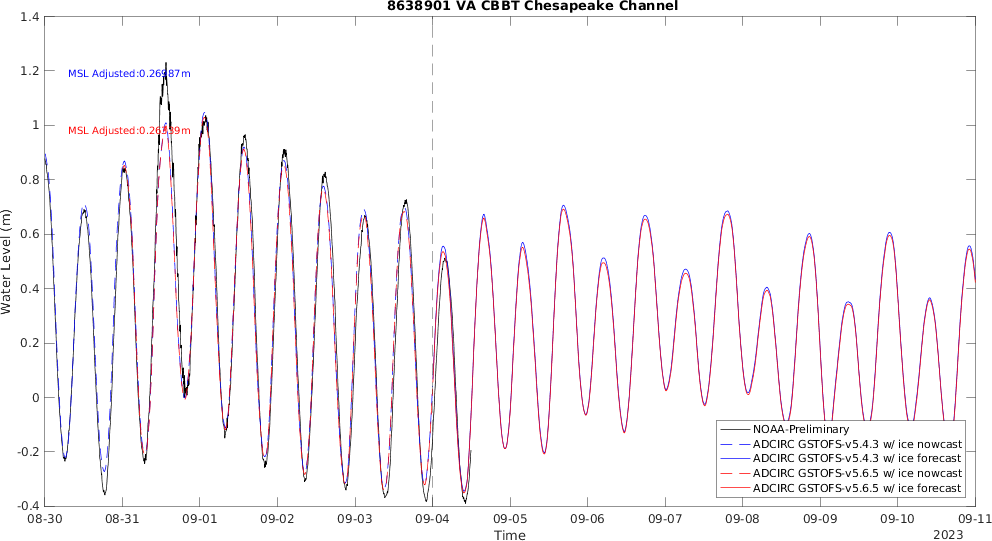 8638901 VA CBBT Chesapeake Channel
1.4
1.2
1
0.8
0.6
0.4
0.2
0
-0.2
-0.4
Water Level (m)
MSL Adjusted:0.26987m
MSL Adjusted:
NOAA-Preliminary
ADCIRC GSTOFS-v5.4.3 w/ ice nowcast
ADCIRC GSTOFS-v5.4.3 w/ ice forecast
ADCIRC GSTOFS-v5.6.5 w/ ice nowcast
ADCIRC GSTOFS-v5.6.5 w/ ice forecast
08-30 08-31 09-01 09-02 09-03 09-04 09-05 09-06 09-07 09-08 09-09 09-10 09-11
Time
2023